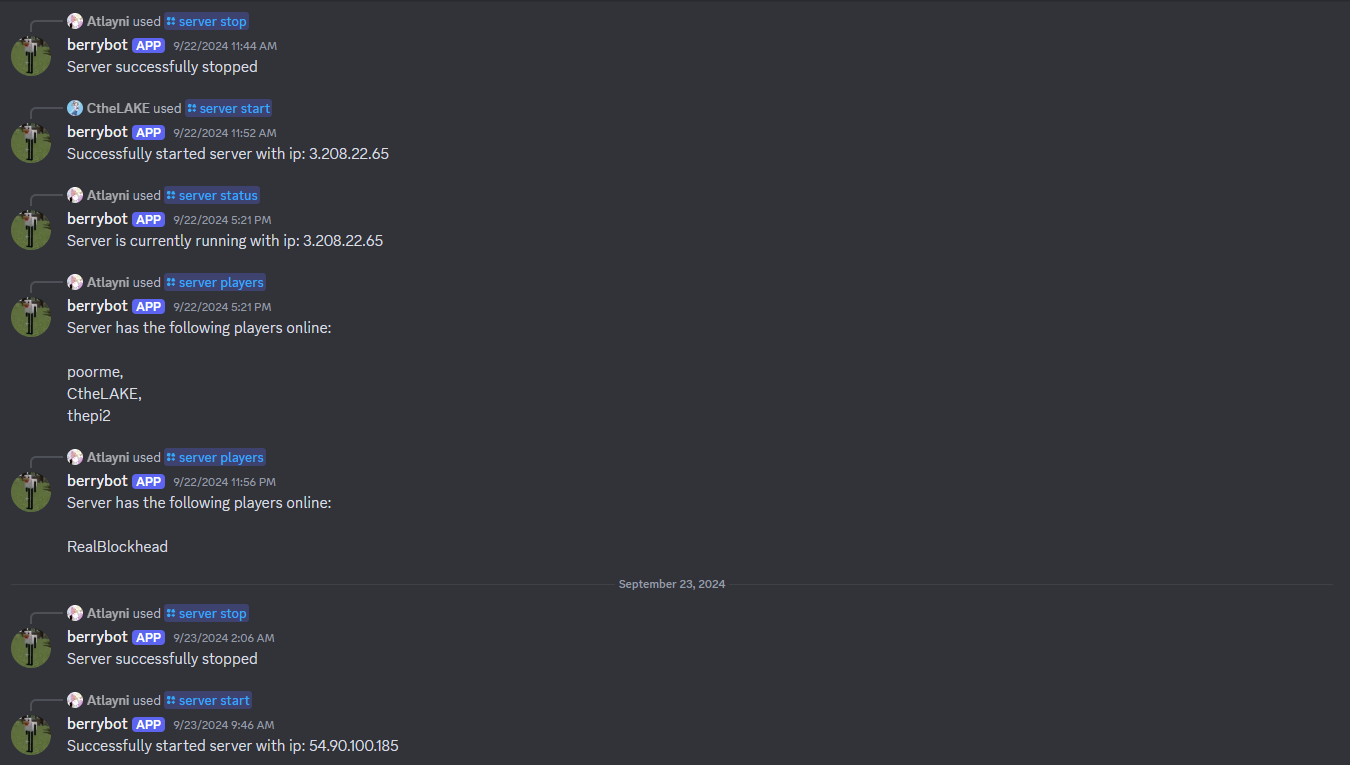 Atlayni used server stop
berrybot APP 9/22/2024 11:44 AM
Server successfully stopped
CtheLAKE used server start
berrybot APP 9/22/2024 11:52 AM
Successfully started server with ip: 3.208.22.65
Atlayni used server status
berrybot APP 9/22/2024 5:21 PM
Server is currently running with ip: 3.208.22.65
Atlayni used server players
berrybot APP 9/22/2024 5:21 PM
Server has the following players online:
poorme,
CtheLAKE,
thepi2
Atlayni used server players
berrybot APP 9/22/2024 11:56 PM
Server has the following players online:
RealBlockhead
September 23, 2024
Atlayni used server stop
berrybot APP 9/23/2024 2:06 AM
Server successfully stopped
Atlayni used server start
berrybot APP 9/23/2024 9:46 AM
Successfully started server with ip: 54.90.100.185